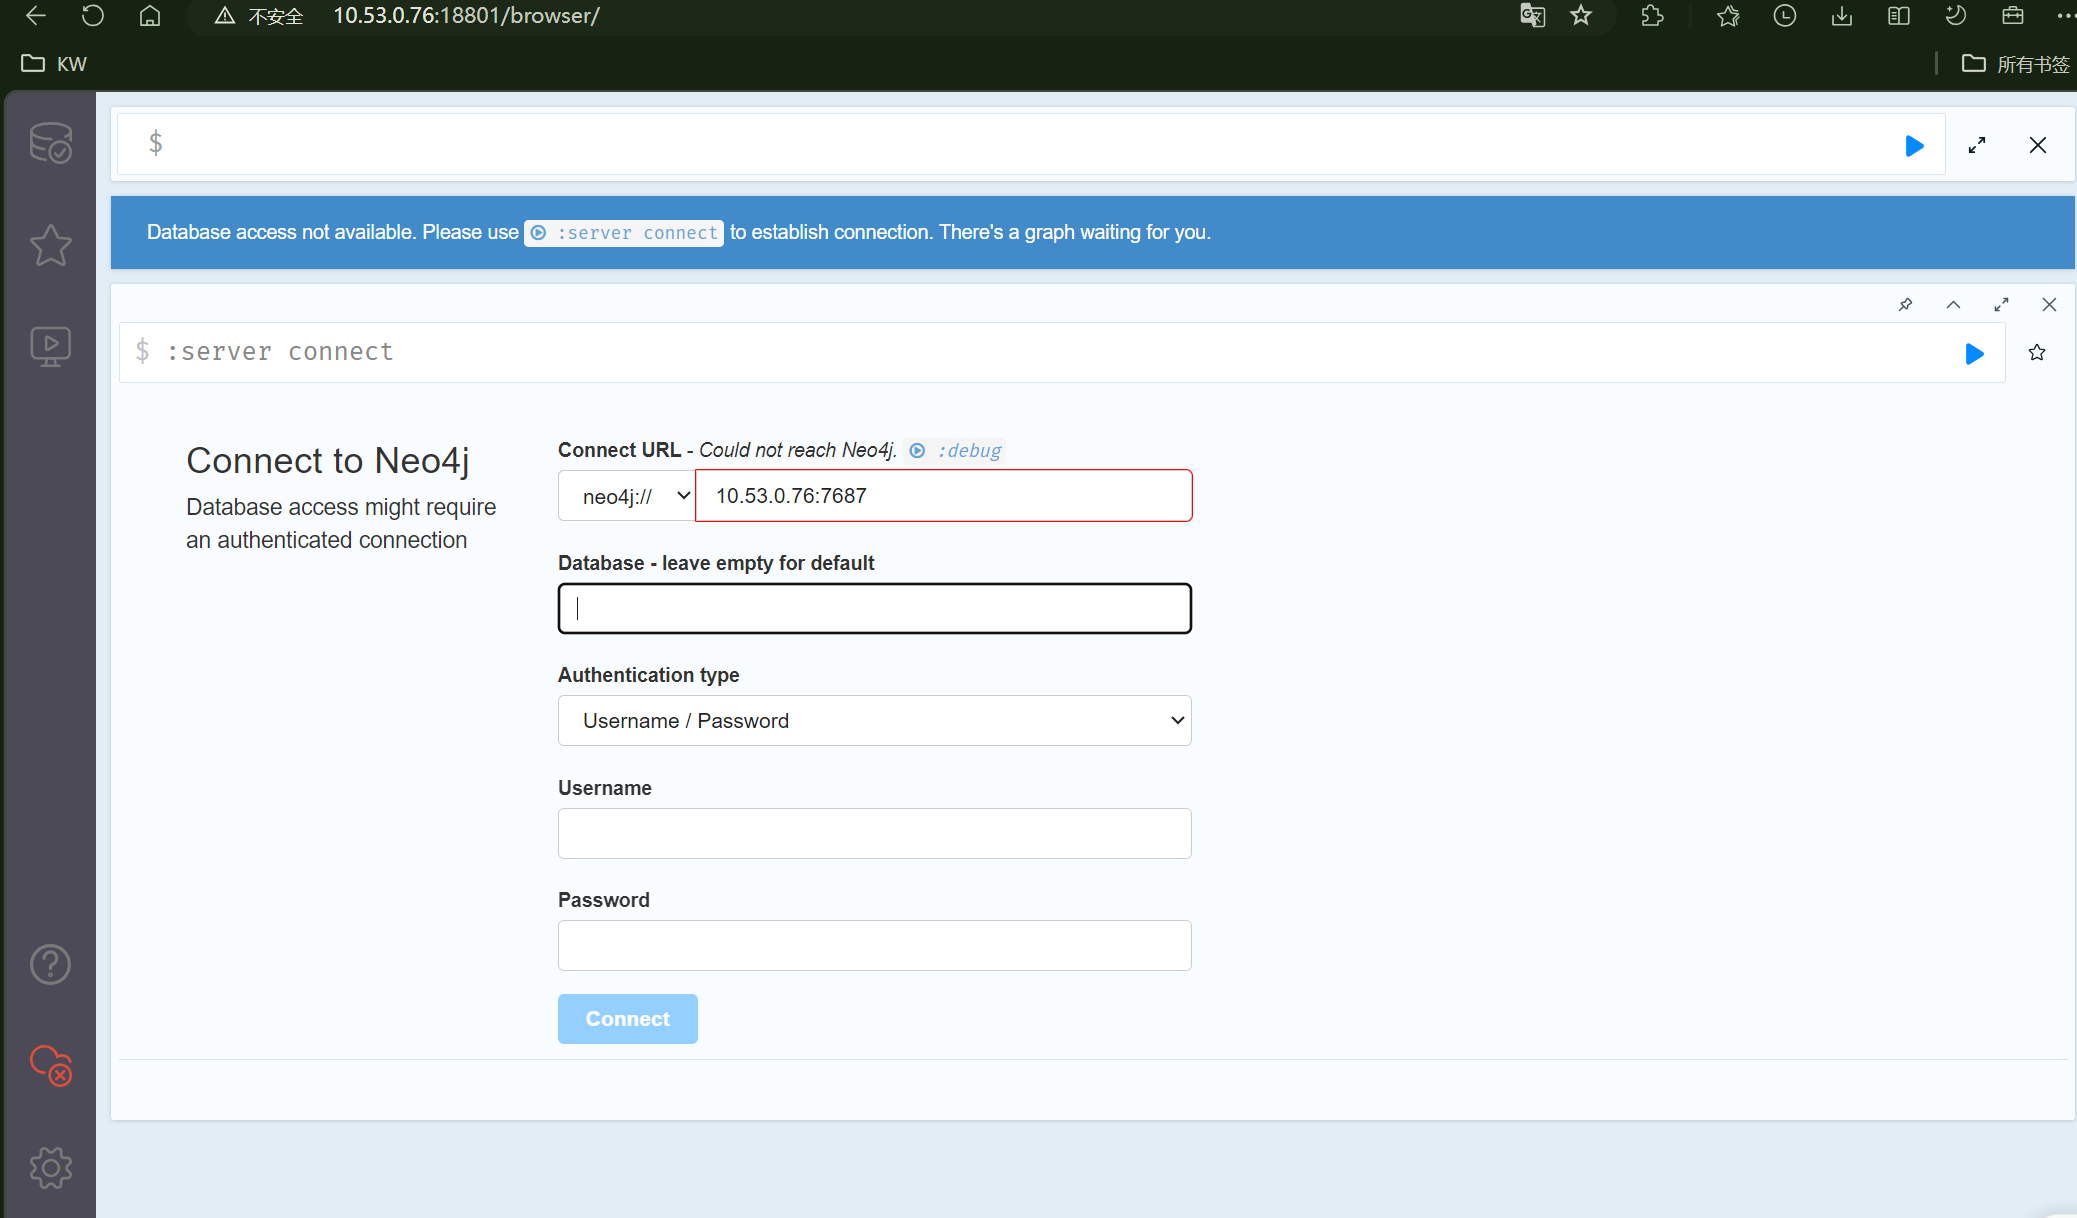 不安全 10.53.0.76:18801/browser/
KW
所有书签
$
Database access not available. Please use :server connect to establish connection. There's a graph waiting for you.
$ :server connect
Connect to Neo4j
Database access might require
an authenticated connection
Connect URL - Could not reach Neo4j. :debug
neo4j:// 10.53.0.76:7687
Database - leave empty for default
Authentication type
Username / Password
Username
Password
Connect